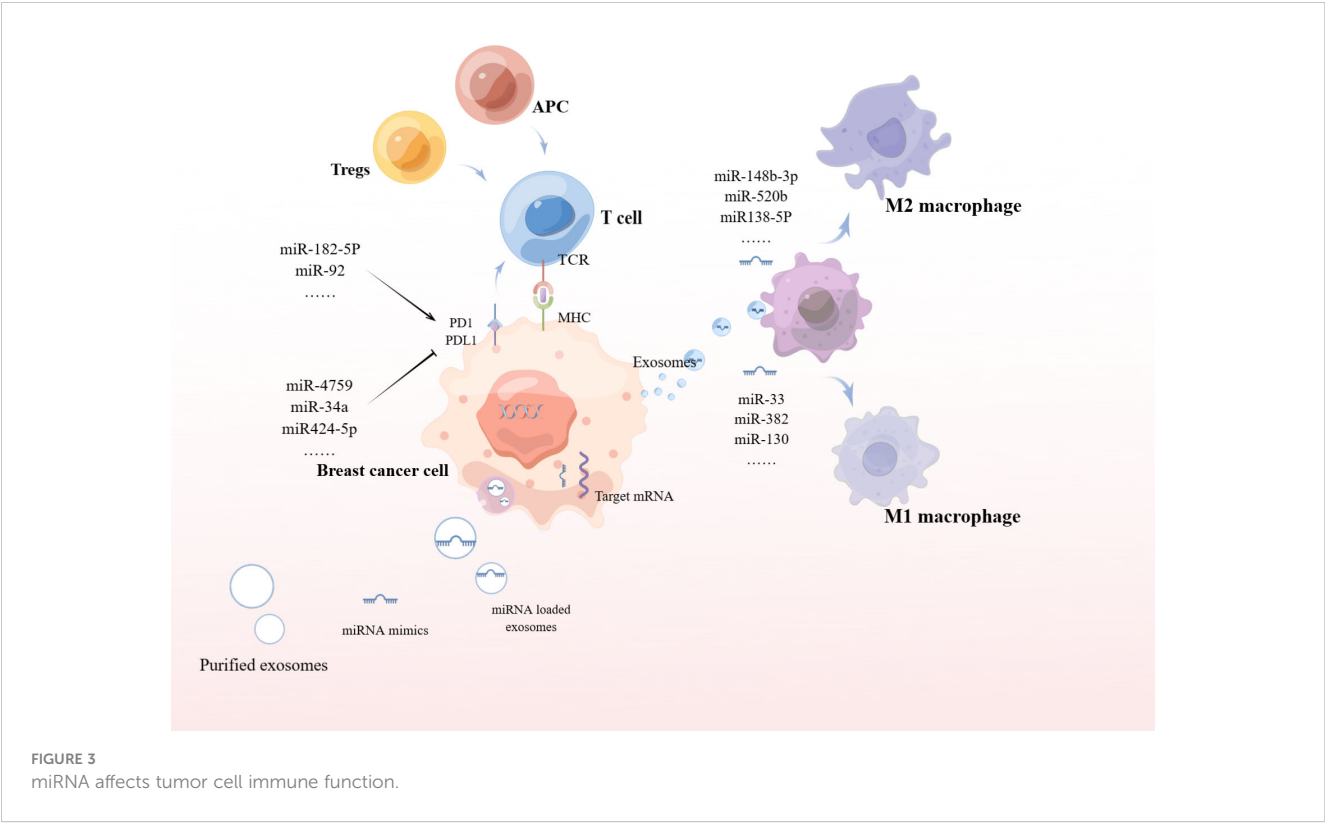 APC
Tregs
T cell
TCR
MHC
PD1
PDL1
miR-182-5P
miR-92
......
miR-4759
miR-34a
miR424-5p
......
Breast cancer cell
Target mRNA
Exosomes
miR-148b-3p
miR-520b
miR138-5P
......
M2 macrophage
miR-33
miR-382
miR-130
......
M1 macrophage
miRNA loaded
exosomes
miRNA mimics
Purified exosomes
FIGURE 3
miRNA affects tumor cell immune function.